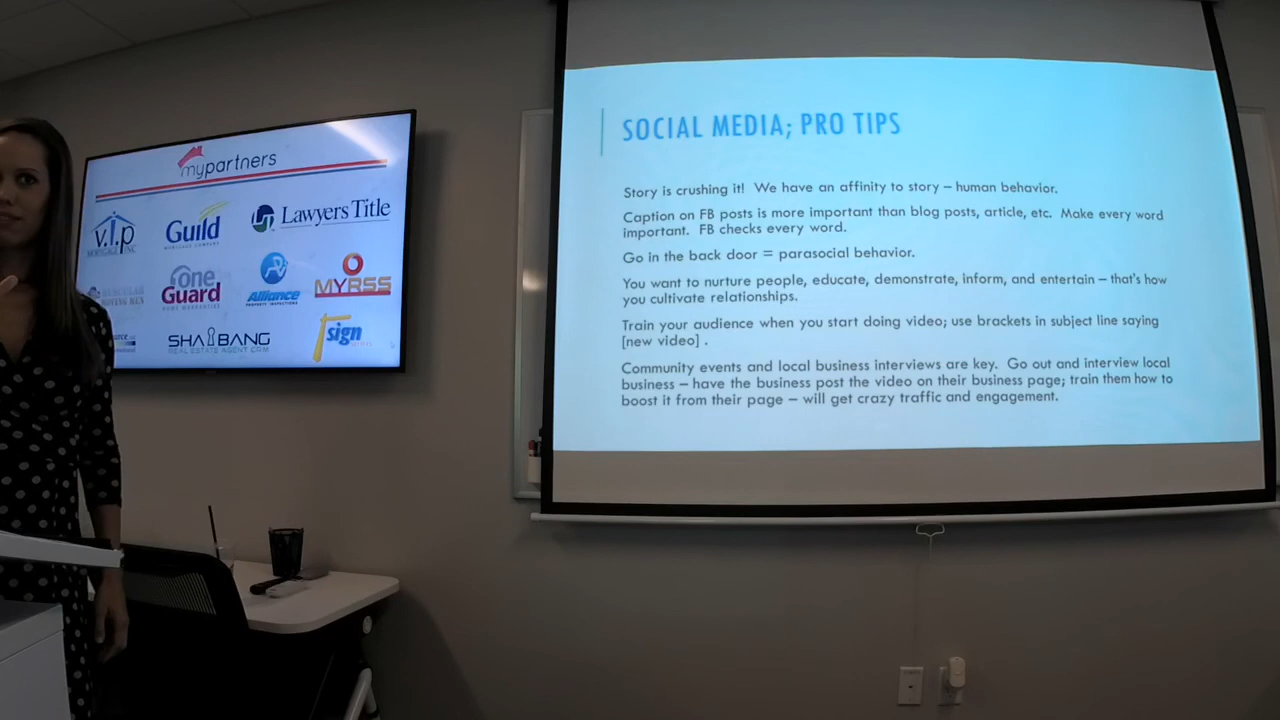 mypartners
v.i.p
MORTGAGE INC
Guild
MORTGAGE COMPANY
LT Lawyers Title
one
Guard
HOME WARRANTIES
Alliance
PROPERTY INSPECTIONS
MYRSS
SHABANG
REAL ESTATE AGENT CRM
sign
SOCIAL MEDIA; PRO TIPS
Story is crushing it! We have an affinity to story – human behavior.
Caption on FB posts is more important than blog posts, article, etc. Make every word
important. FB checks every word.
Go in the back door = parasocial behavior.
You want to nurture people, educate, demonstrate, inform, and entertain – that's how
you cultivate relationships.
Train your audience when you start doing video; use brackets in subject line saying
[new video] .
Community events and local business interviews are key. Go out and interview local
business – have the business post the video on their business page; train them how to
boost it from their page – will get crazy traffic and engagement.